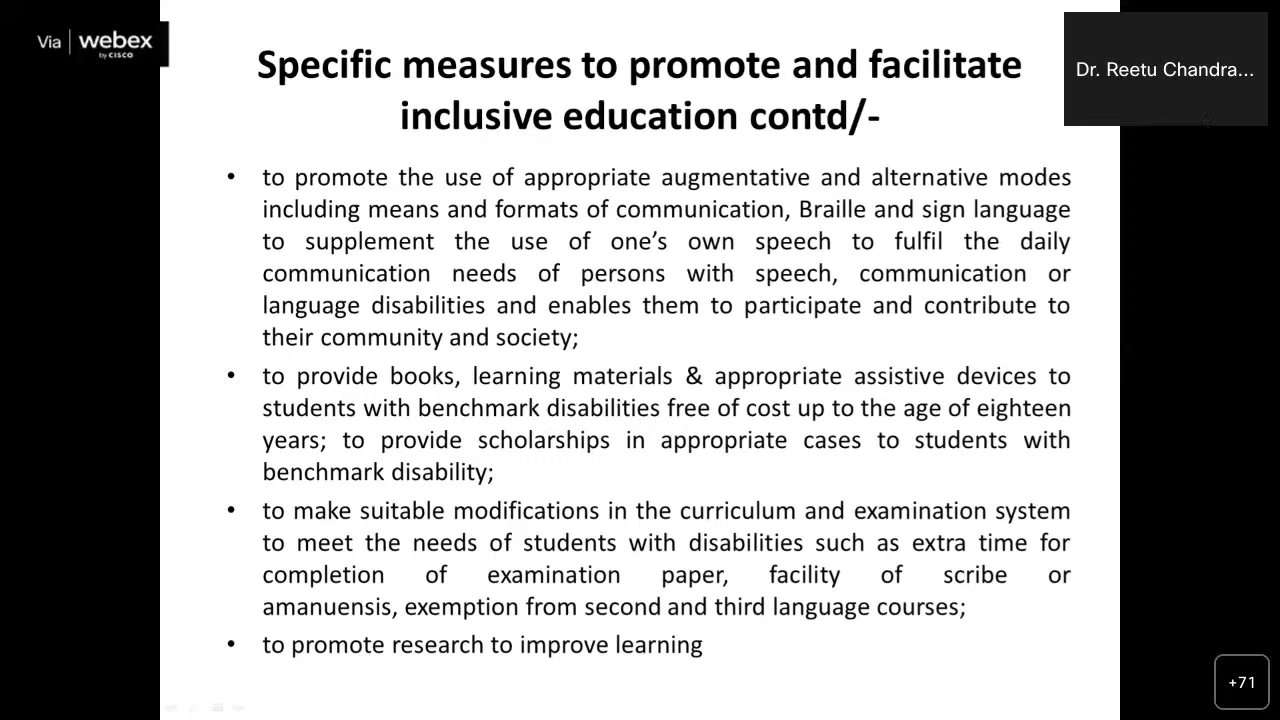 Via | webex
by CISCO
Dr. Reetu Chandra...
Specific measures to promote and facilitate
inclusive education contd/-
• to promote the use of appropriate augmentative and alternative modes
including means and formats of communication, Braille and sign language
to supplement the use of one’s own speech to fulfil the daily
communication needs of persons with speech, communication or
language disabilities and enables them to participate and contribute to
their community and society;
• to provide books, learning materials & appropriate assistive devices to
students with benchmark disabilities free of cost up to the age of eighteen
years; to provide scholarships in appropriate cases to students with
benchmark disability;
• to make suitable modifications in the curriculum and examination system
to meet the needs of students with disabilities such as extra time for
completion of examination paper, facility of scribe or
amanuensis, exemption from second and third language courses;
• to promote research to improve learning
+71